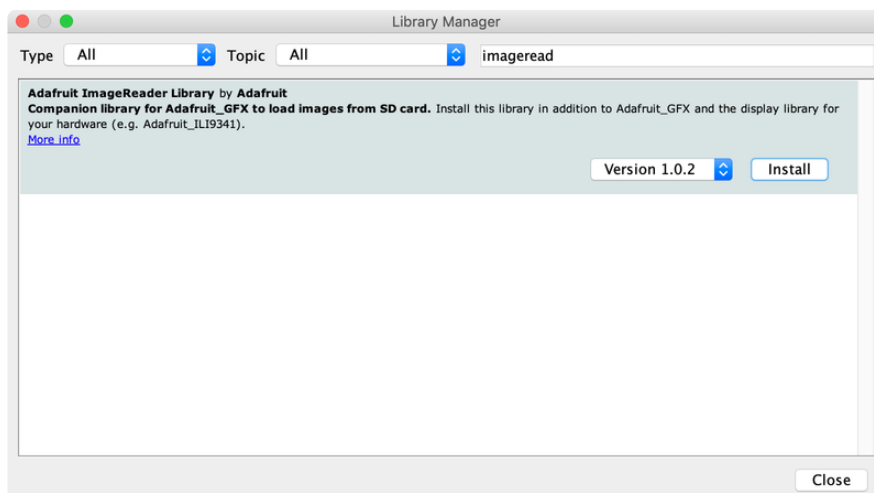 Library Manager
Type All Topic All imageread
Adafruit ImageReader Library by Adafruit
Companion library for Adafruit_GFX to load images from SD card. Install this library in addition to Adafruit_GFX and the display library for
your hardware (e.g. Adafruit_ILI9341).
More info
Version 1.0.2 Install
Close